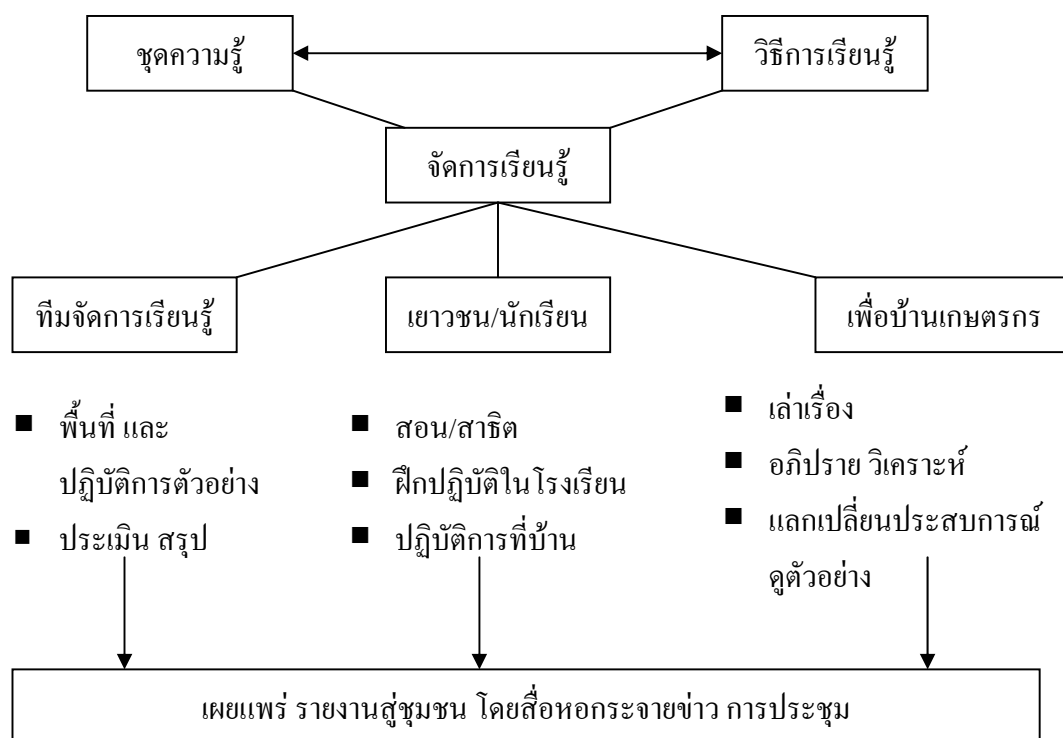 ชุดความรู้
วิธีการเรียนรู้
จัดการเรียนรู้
ทีมจัดการเรียนรู้
เยาวชน/นักเรียน
เพื่อบ้านเกษตรกร
■ พื้นที่ และ
ปฏิบัติการตัวอย่าง
■ ประเมิน สรุป
■ สอน/สาธิต
■ ฝึกปฏิบัติในโรงเรียน
■ ปฏิบัติการที่บ้าน
■ เล่าเรื่อง
■ อภิปราย วิเคราะห์
■ แลกเปลี่ยนประสบการณ์
ดูตัวอย่าง
เผยแพร่ รายงานสู่ชุมชน โดยสื่อหอกระจายข่าว การประชุม